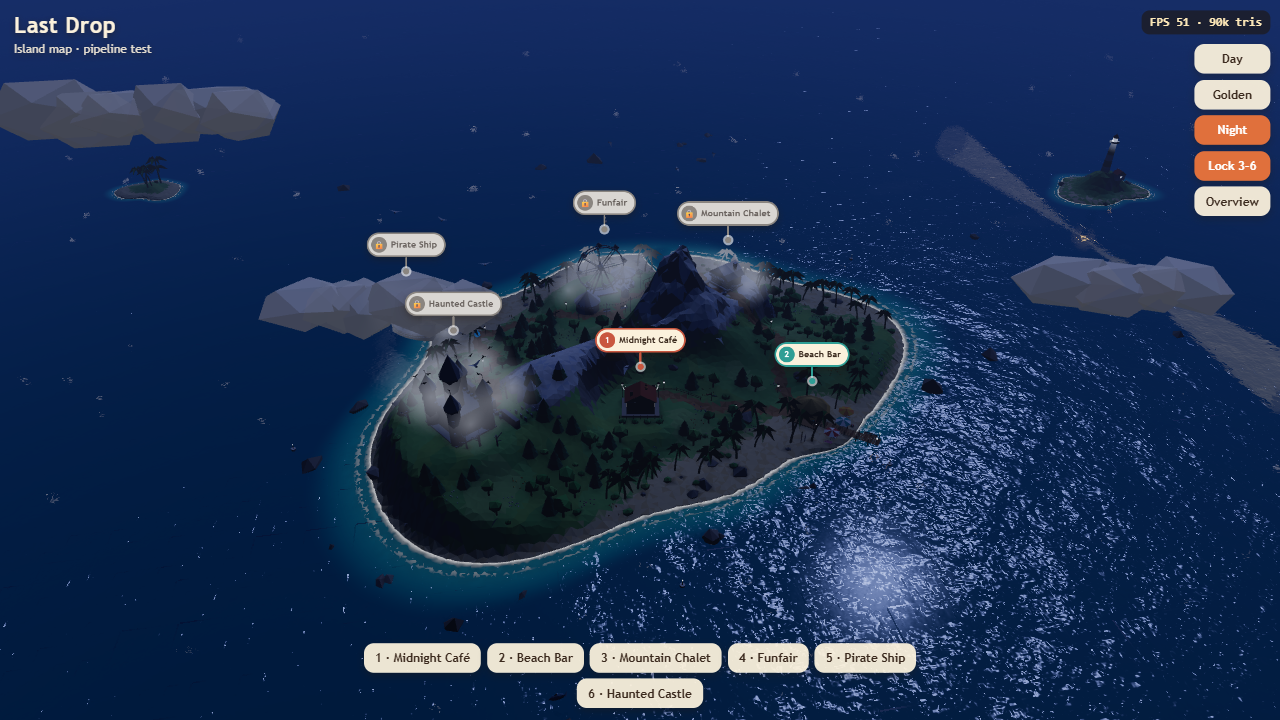 Last Drop
Island map · pipeline test
FPS 51 · 90k tris
Day
Golden
Night
Lock 3-6
Overview
Funfair
Mountain Chalet
Pirate Ship
Haunted Castle
1 Midnight Café
2 Beach Bar
1 · Midnight Café
2 · Beach Bar
3 · Mountain Chalet
4 · Funfair
5 · Pirate Ship
6 · Haunted Castle